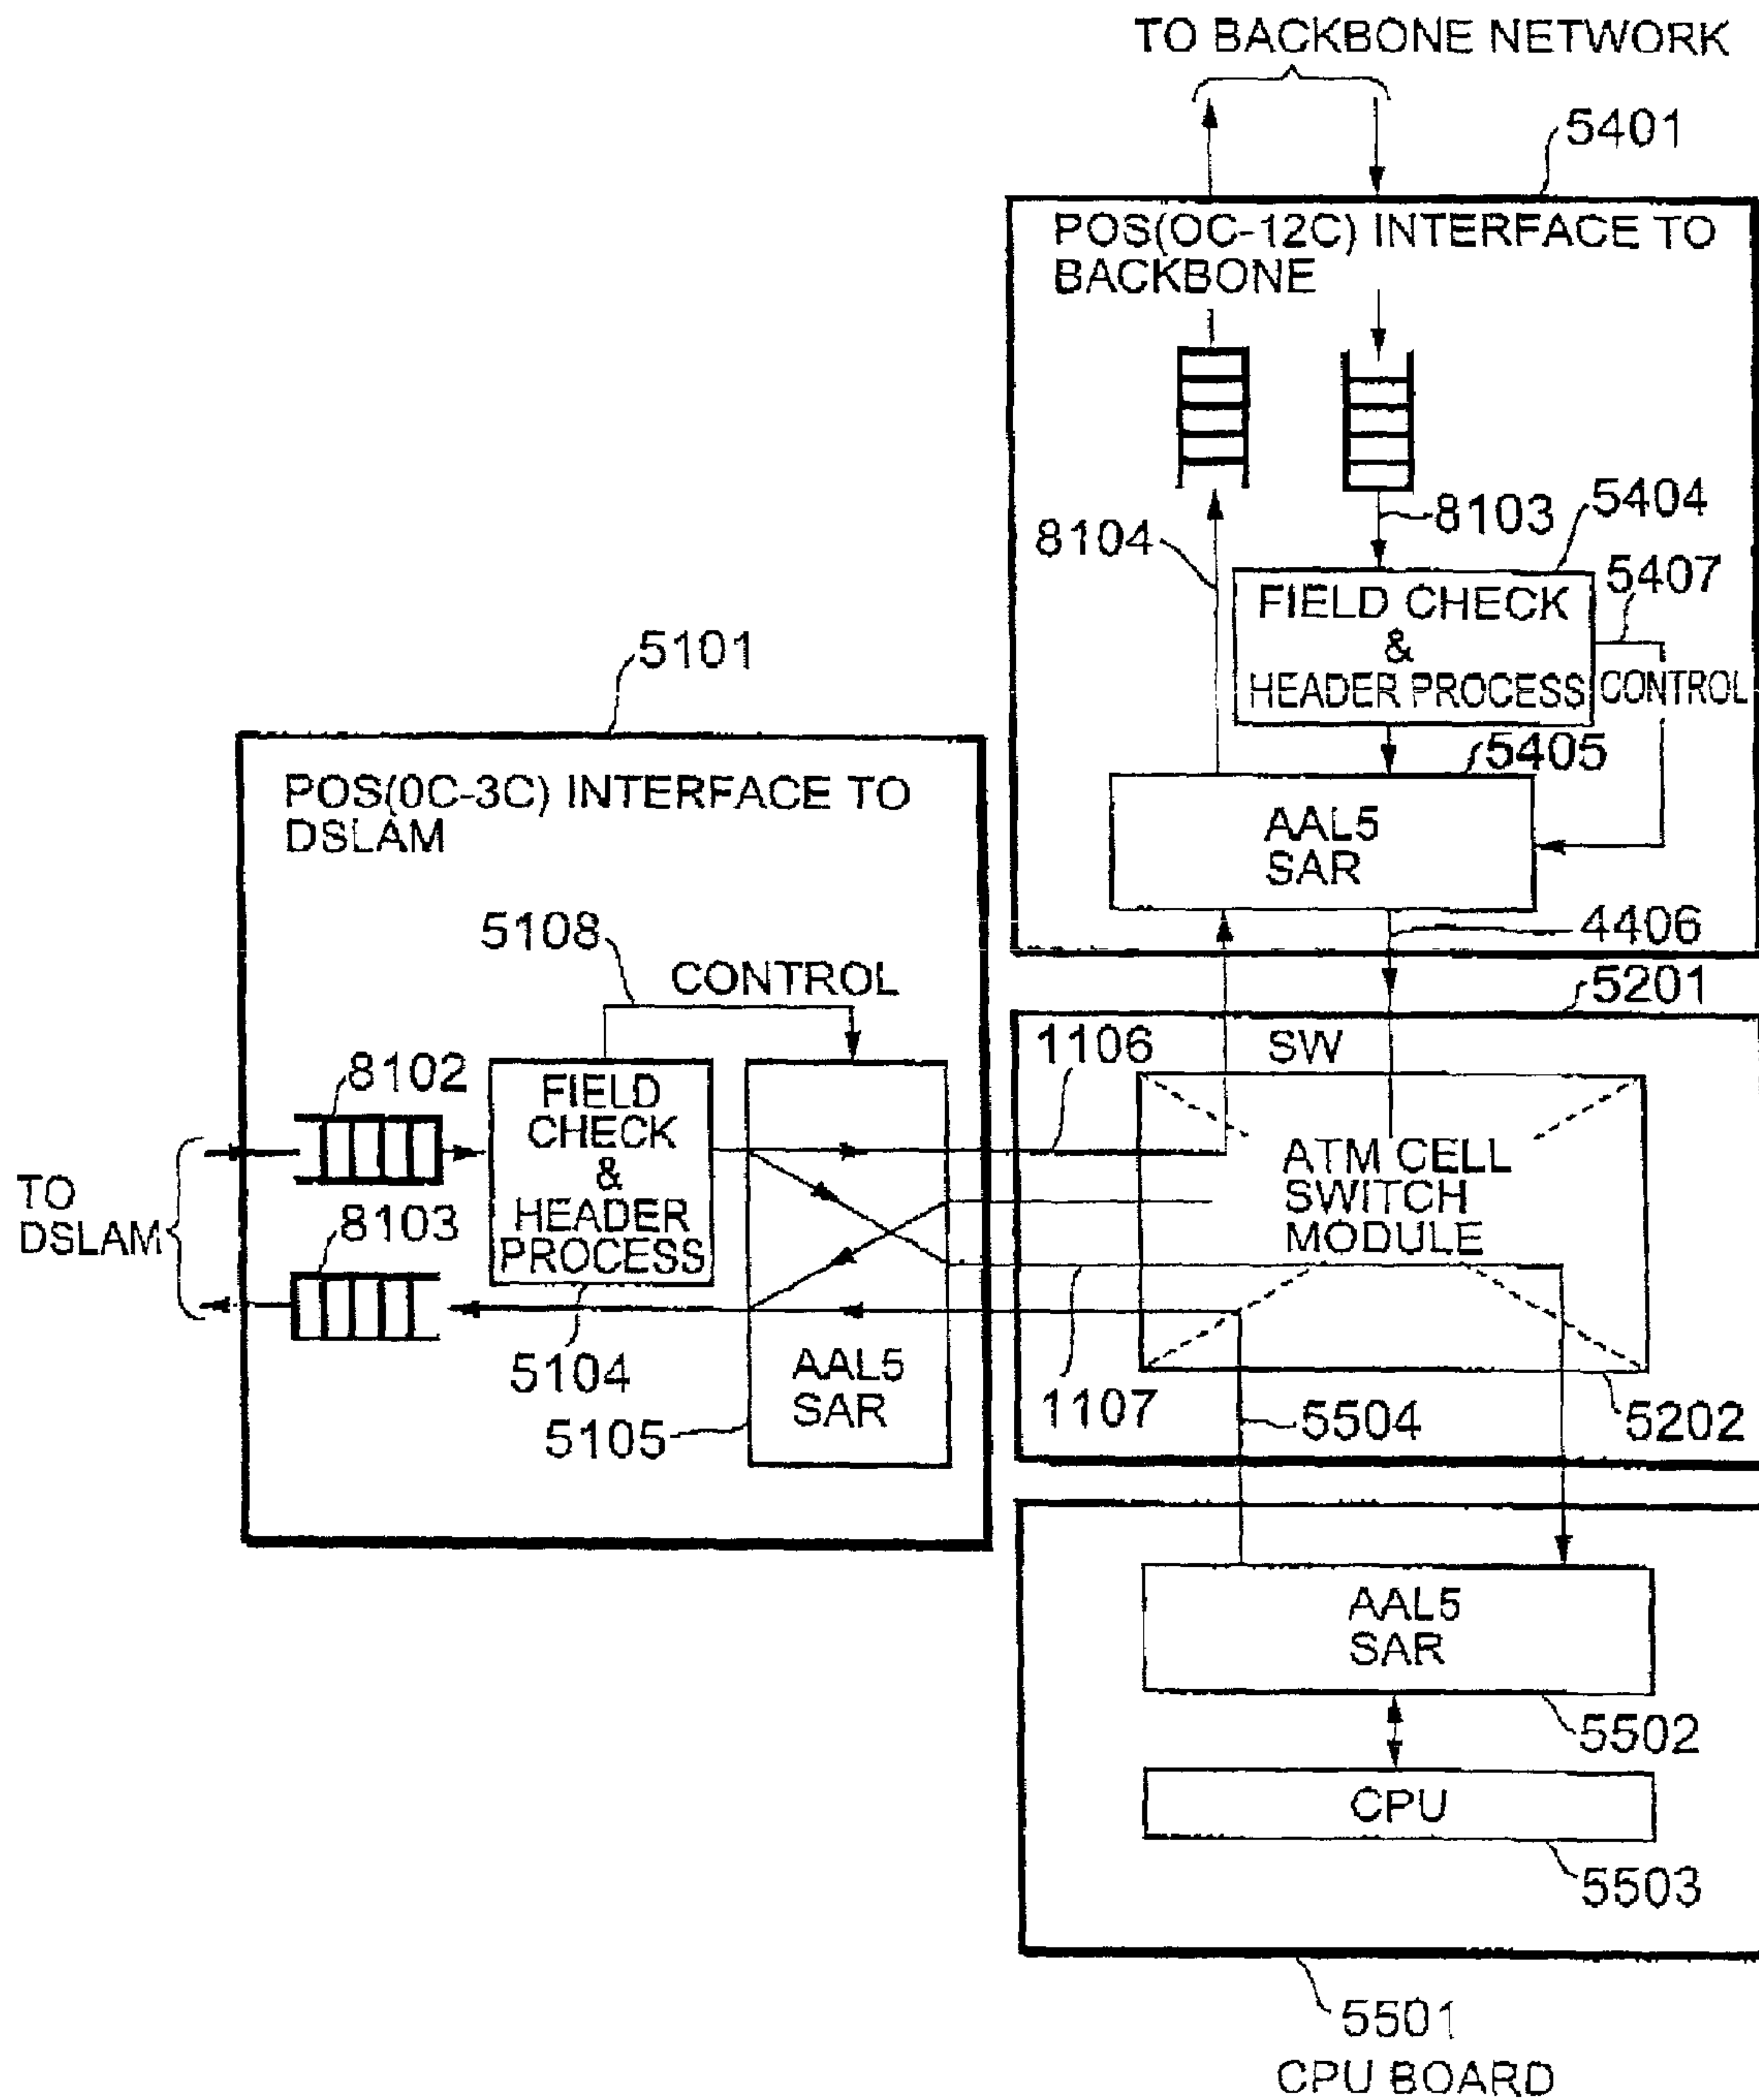 TO BACKBONE NETWORK
5401
POS(OC-12C) INTERFACE TO
BACKBONE
8104
8103
5404
5407
FIELD CHECK
&
HEADER PROCESS
CONTROL
5405
AAL5
SAR
4406
5101
POS(0C-3C) INTERFACE TO
DSLAM
5108
CONTROL
8102
FIELD
CHECK
&
HEADER
PROCESS
TO
DSLAM
8103
5104
AAL5
SAR
5105
5201
1106
SW
ATM CELL
SWITCH
MODULE
1107
5504
5202
AAL5
SAR
5502
CPU
5503
5501
CPU BOARD